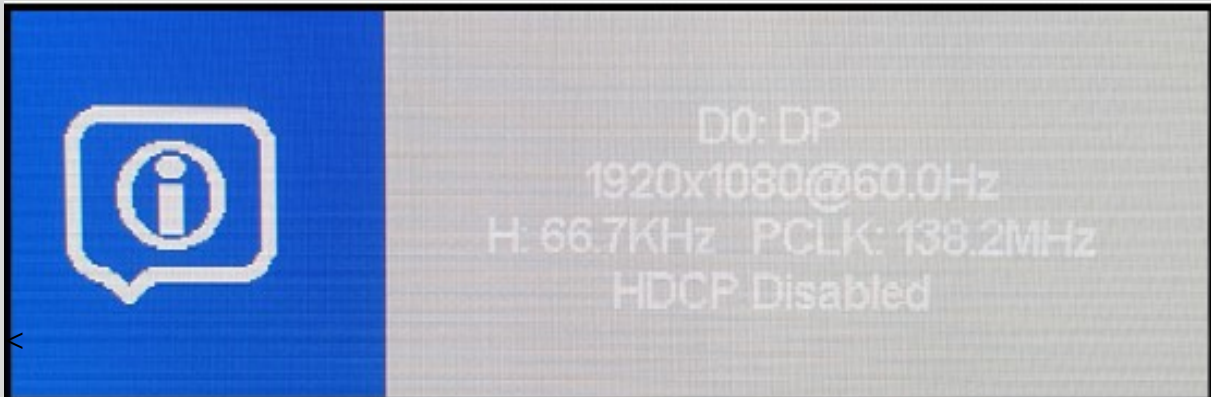 D0: DP
1920x1080@60.0Hz
H: 66.7KHz PCLK: 138.2MHz
HDCP Disabled
<